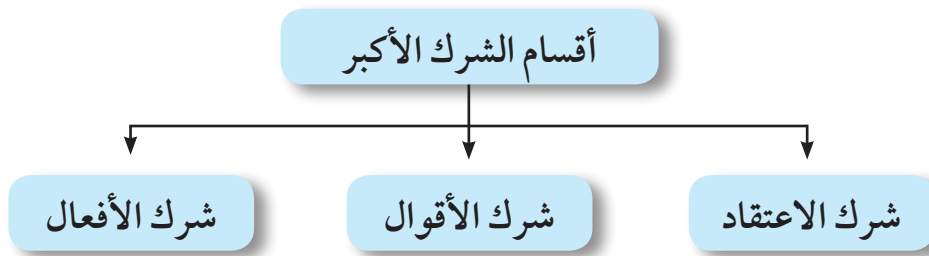 أقسام الشرك الأكبر
شرك الاعتقاد
شرك الأقوال
شرك الأفعال